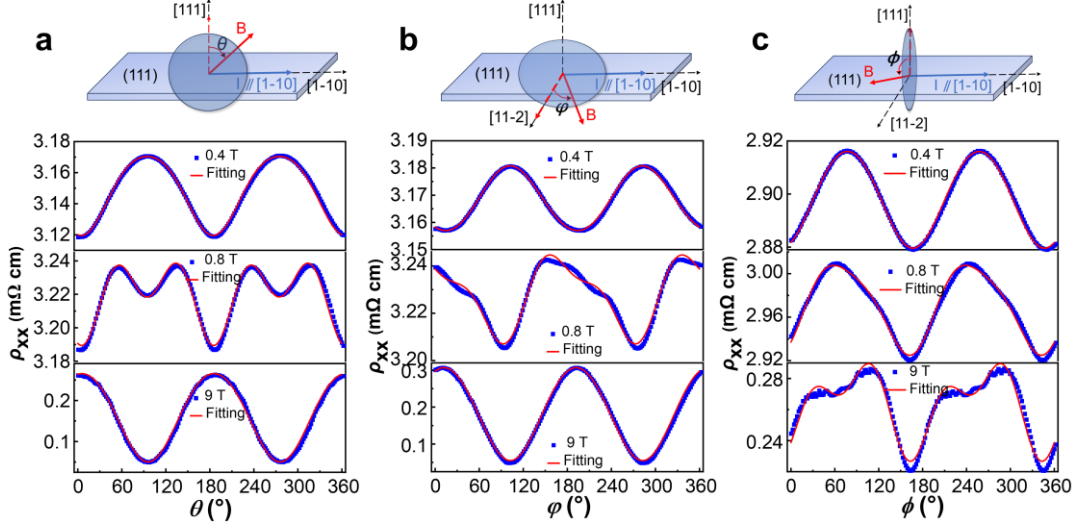 a
[111]
θ
B
(111)
I // [1-10]
[1-10]
b
[111]
(111)
I // [1-10]
[1-10]
φ
[11-2]
B
c
[111]
ϕ
(111)
B
I // [1-10]
[1-10]
[11-2]
ρxx (mΩ cm)
3.18
3.16
3.14
3.12
0.4 T
Fitting
3.10
3.24
3.22
3.20
3.18
0.8 T
Fitting
0.2
0.1
9 T
Fitting
0 60 120 180 240 300 360
θ (°)
ρxx (mΩ cm)
3.19
3.18
3.17
3.16
3.15
0.4 T
Fitting
3.24
3.22
3.20
0.8 T
Fitting
0.3
0.2
0.1
9 T
Fitting
0 60 120 180 240 300 360
φ (°)
ρxx (mΩ cm)
2.92
2.90
2.88
0.4 T
Fitting
3.00
2.96
2.92
0.8 T
Fitting
0.28
0.24
9 T
Fitting
0 60 120 180 240 300 360
ϕ (°)